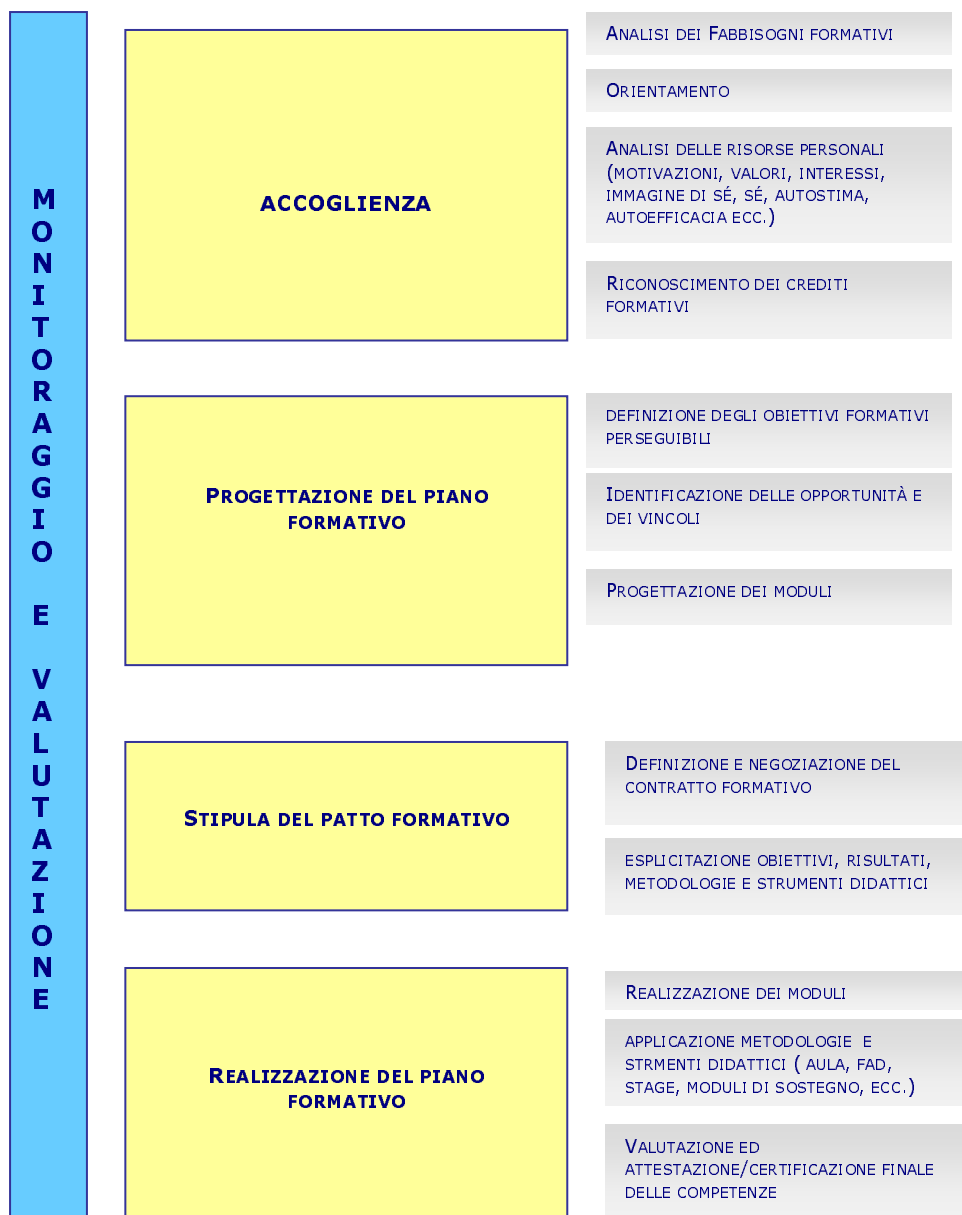 MONITORAGGIO E VALUTAZIONE
ACCOGLIENZA
Analisi dei Fabbisogni formativi
Orientamento
Analisi delle risorse personali
(motivazioni, valori, interessi,
immagine di sé, sé, autostima,
autoefficacia ecc.)
Riconoscimento dei crediti
formativi
Progettazione del piano
formativo
definizione degli obiettivi formativi
perseguibili
Identificazione delle opportunità e
dei vincoli
Progettazione dei moduli
Stipula del patto formativo
Definizione e negoziazione del
contratto formativo
esplicitazione obiettivi, risultati,
metodologie e strumenti didattici
Realizzazione del piano
formativo
Realizzazione dei moduli
applicazione metodologie  e
strmenti didattici ( aula, fad,
stage, moduli di sostegno, ecc.)
Valutazione ed
attestazione/certificazione finale
delle competenze